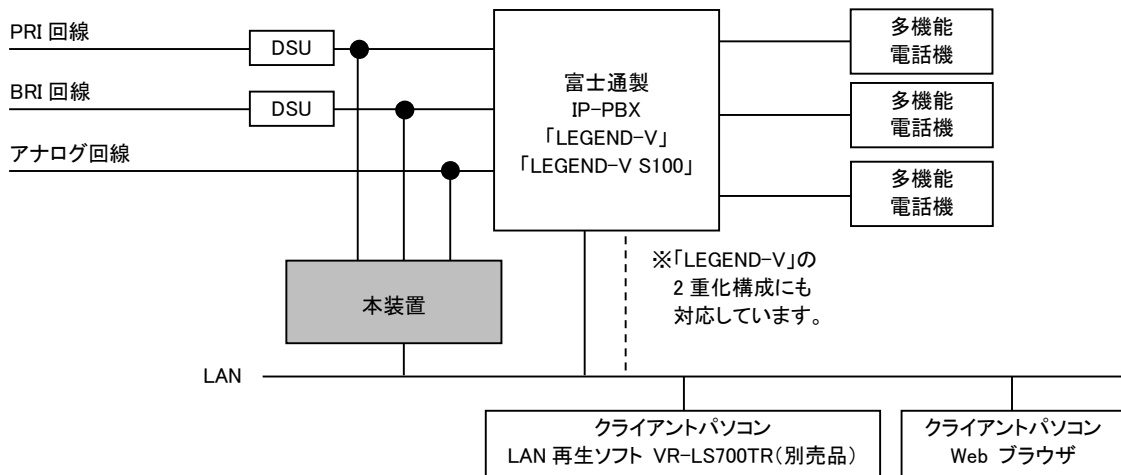 PRI 回線
DSU
BRI 回線
DSU
アナログ回線
富士通製
IP-PBX
「LEGEND-V」
「LEGEND-V S100」
多機能
電話機
多機能
電話機
多機能
電話機
※「LEGEND-V」の
2 重化構成にも
対応しています。
本装置
LAN
クライアントパソコン
LAN 再生ソフト VR-LS700TR(別売品)
クライアントパソコン
Web ブラウザ